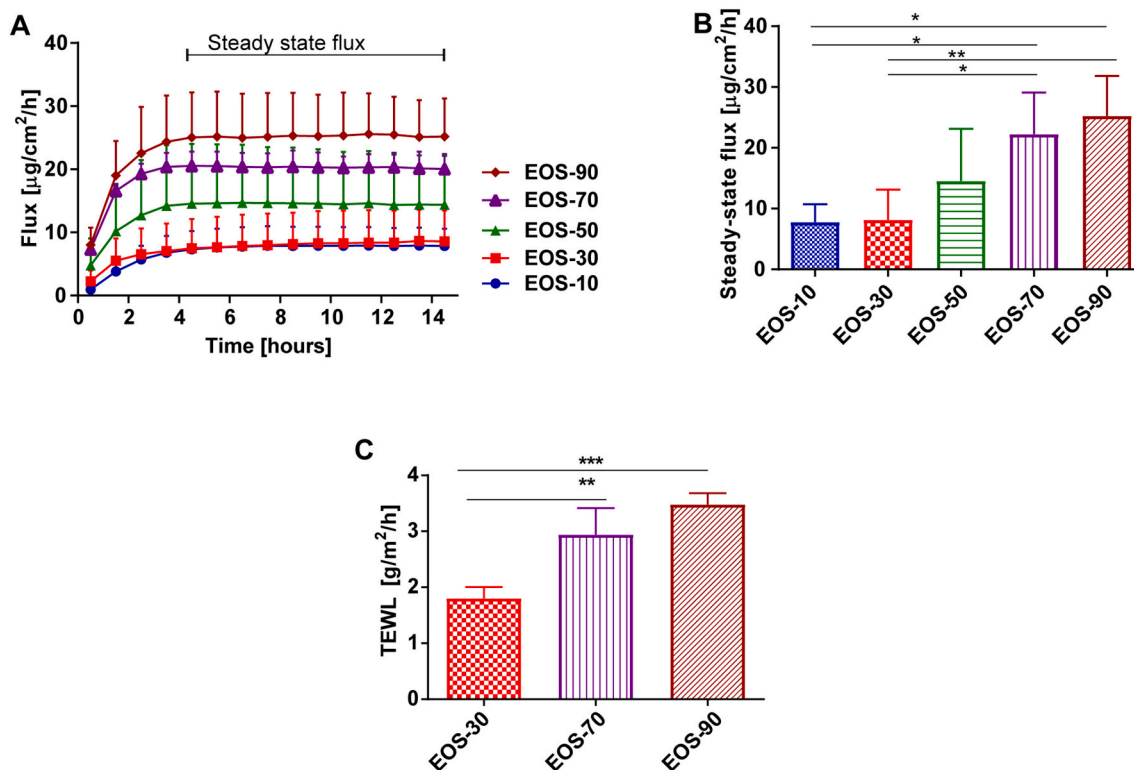 A
Steady state flux
Flux [μg/cm²/h]
40
30
20
10
0
0 2 4 6 8 10 12 14
Time [hours]
EOS-90
EOS-70
EOS-50
EOS-30
EOS-10
B
Steady-state flux [μg/cm²/h]
40
30
20
10
0
*
*
**
*
EOS-10
EOS-30
EOS-50
EOS-70
EOS-90
C
TEWL [g/m²/h]
4
3
2
1
0
***
**
EOS-30
EOS-70
EOS-90